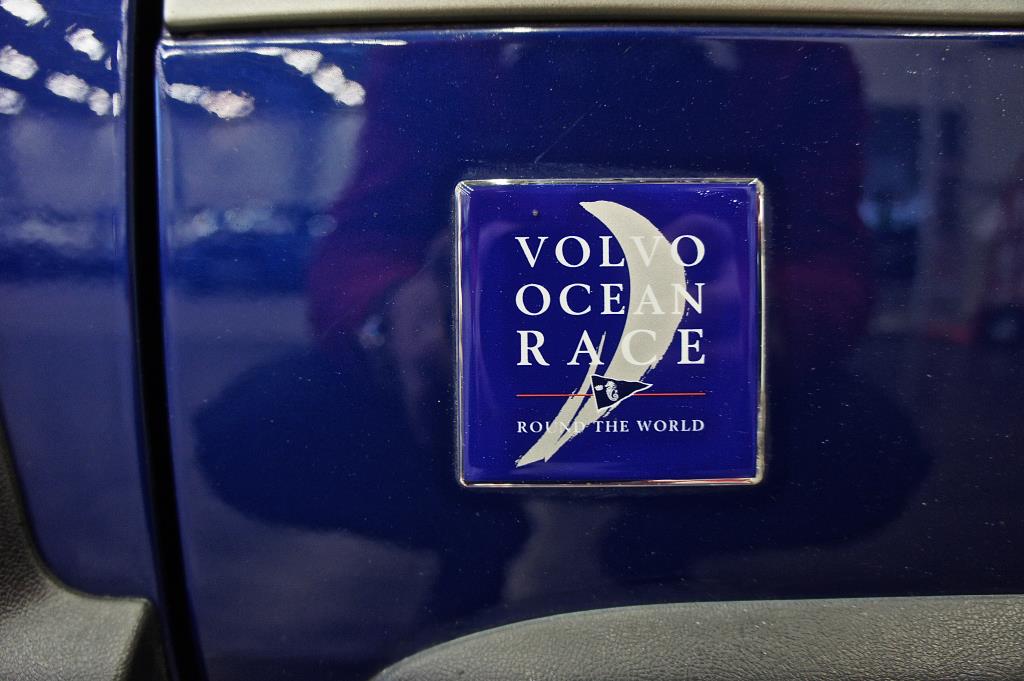 VOLVO
OCEAN
RACE
ROUND THE WORLD